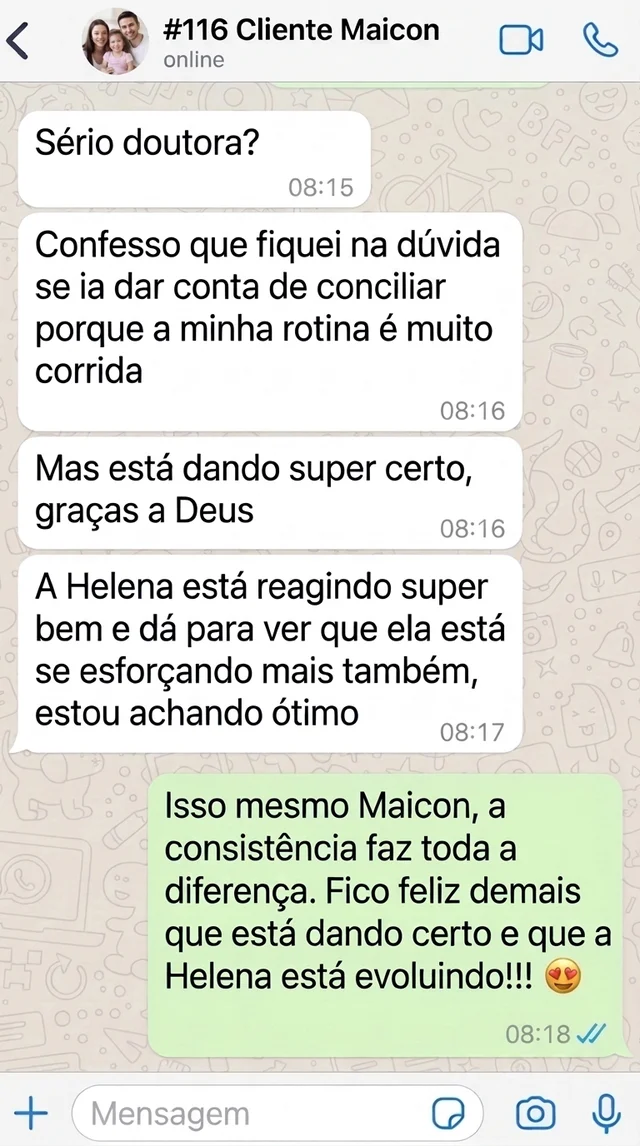 #116 Cliente Maicon
online
Sério doutora?
08:15
Confesso que fiquei na dúvida
se ia dar conta de conciliar
porque a minha rotina é muito
corrida
08:16
Mas está dando super certo,
graças a Deus
08:16
A Helena está reagindo super
bem e dá para ver que ela está
se esforçando mais também,
estou achando ótimo
08:17
Isso mesmo Maicon, a
consistência faz toda a
diferença. Fico feliz demais
que está dando certo e que a
Helena está evoluindo!!! 😍
08:18
Mensagem
BFF